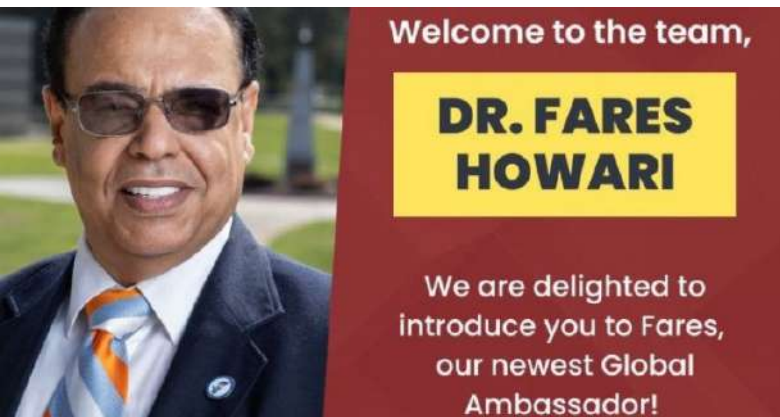 Welcome to the team,
DR. FARES
HOWARI
We are delighted to
introduce you to Fares,
our newest Global
Ambassador!